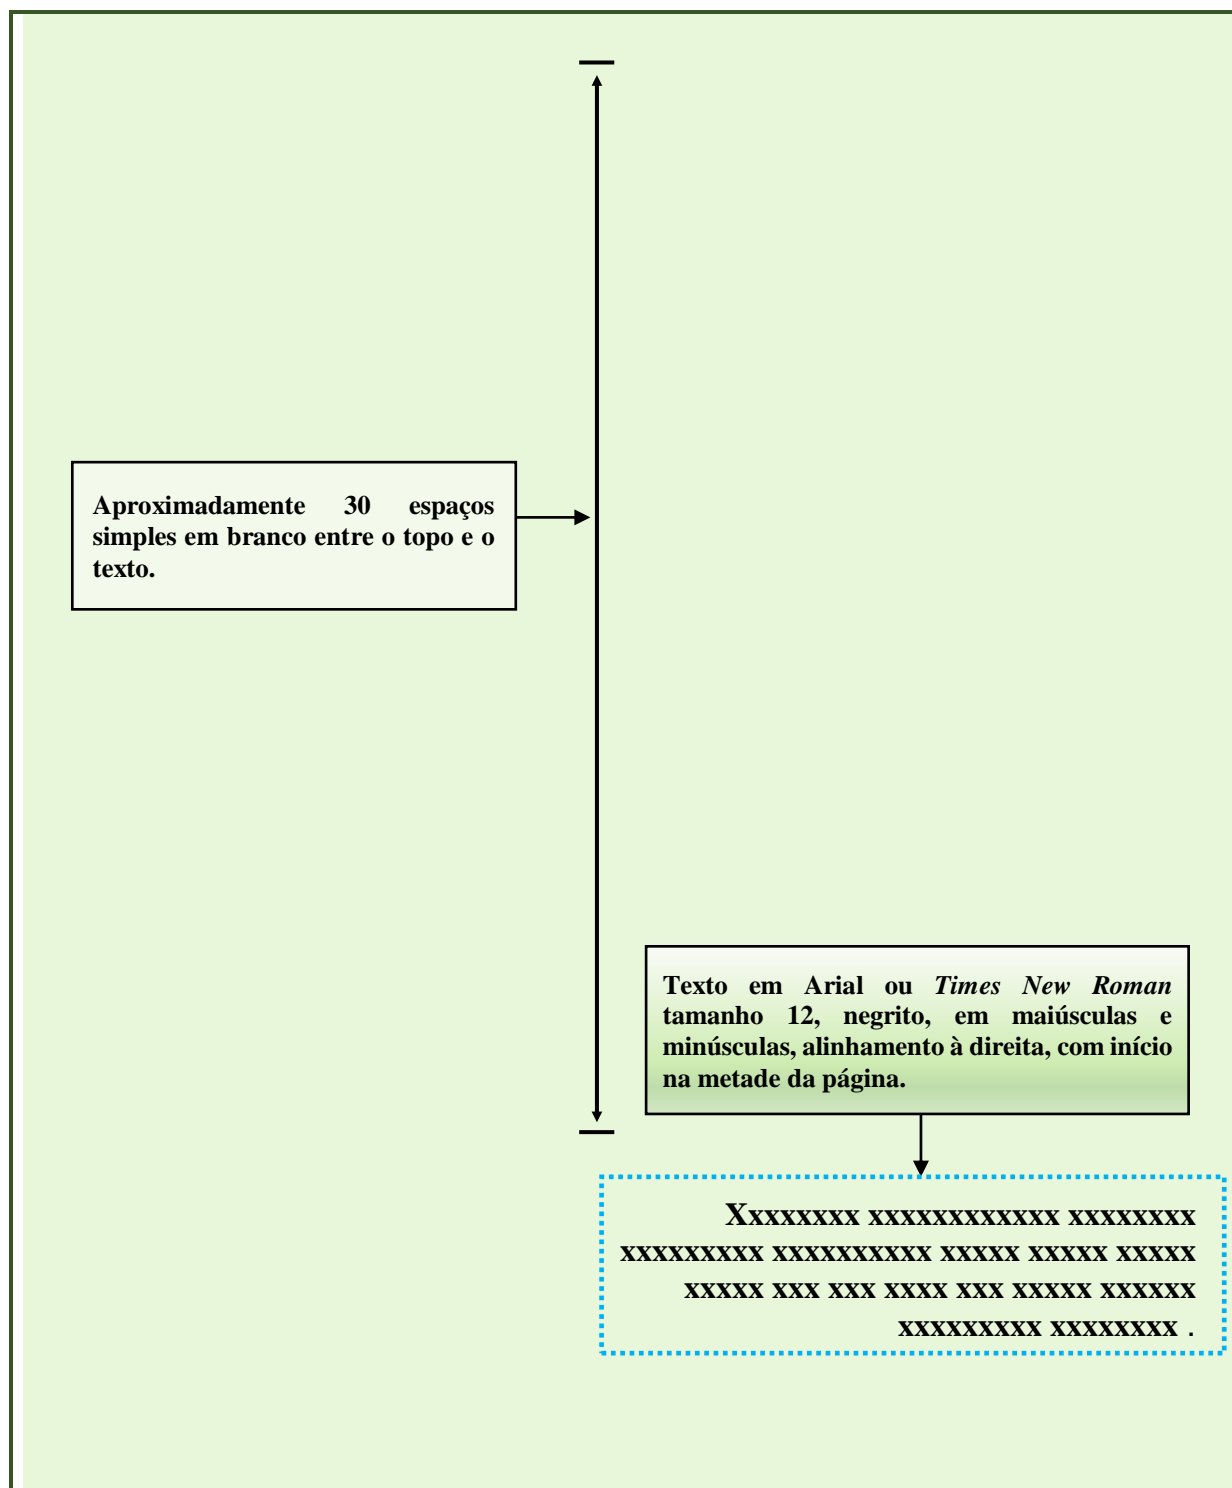 Aproximadamente 30 espaços
simples em branco entre o topo e o
texto.
Texto em Arial ou Times New Roman
tamanho 12, negrito, em maiúsculas e
minúsculas, alinhamento à direita, com início
na metade da página.
Xxxxxxxx xxxxxxxxxxxx xxxxxxxx
xxxxxxxxx xxxxxxxxxx xxxxx xxxxx xxxxx
xxxxx xxx xxx xxxx xxx xxxxx xxxxxx
xxxxxxxxx xxxxxxxx .